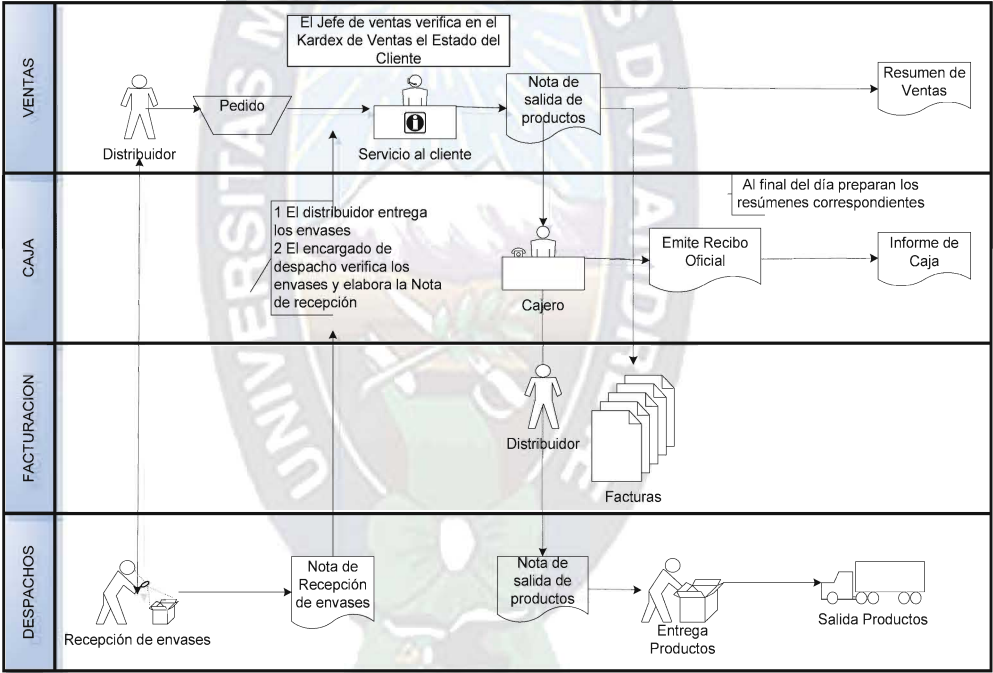 VENTAS
El Jefe de ventas verifica en el
Kardex de Ventas el Estado del
Cliente
Distribuidor
Pedido
Servicio al cliente
Nota de
salida de
productos
Resumen de
Ventas
CAJA
1 El distribuidor entrega
los envases
2 El encargado de
despacho verifica los
envases y elabora la Nota
de recepción
Cajero
Emite Recibo
Oficial
Al final del día preparan los
resúmenes correspondientes
Informe de
Caja
FACTURACION
Distribuidor
Facturas
DESPACHOS
Recepción de envases
Nota de
Recepción
de envases
Nota de
salida de
productos
Entrega
Productos
Salida Productos